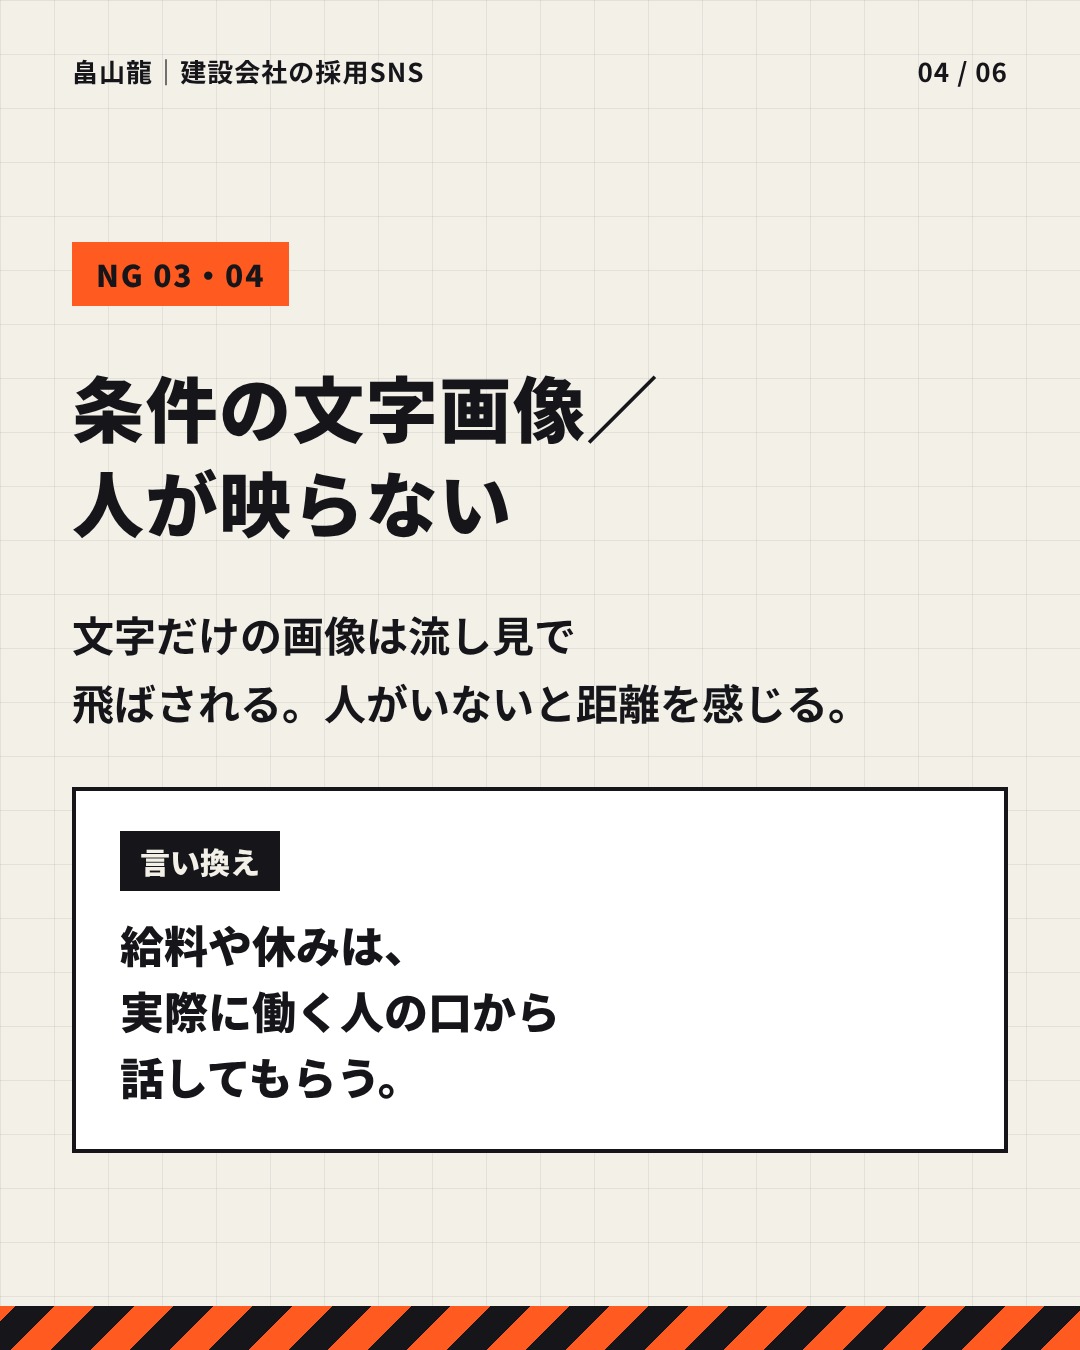 畠山龍｜建設会社の採用SNS
04 / 06
NG 03・04
条件の文字画像／
人が映らない
文字だけの画像は流し見で
飛ばされる。人がいないと距離を感じる。
言い換え
給料や休みは、
実際に働く人の口から
話してもらう。